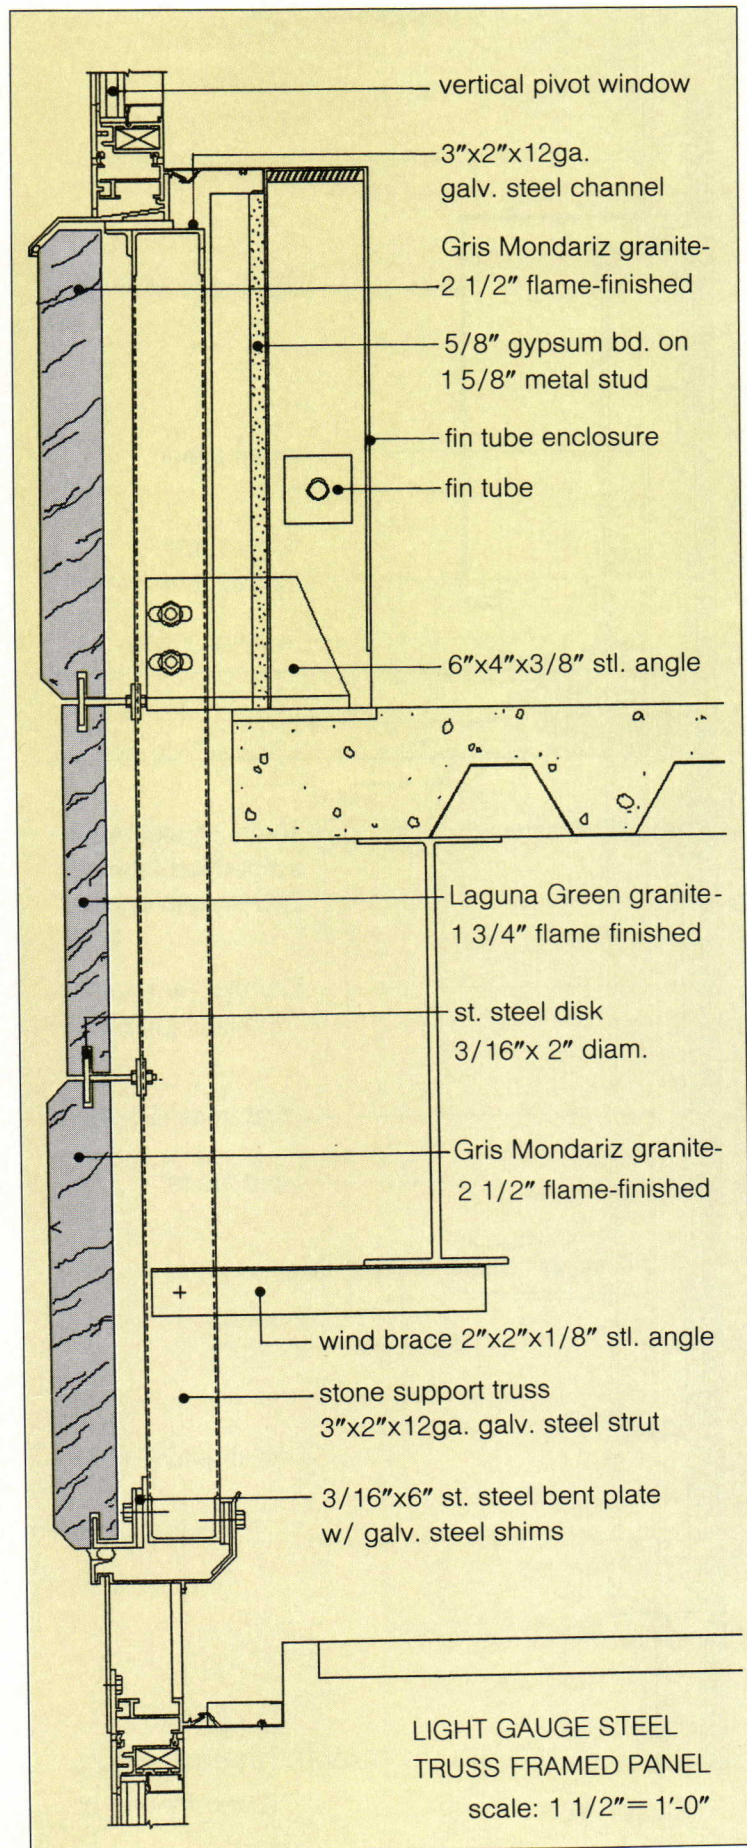 vertical pivot window
3"x2"x12ga.
galv. steel channel
Gris Mondariz granite-
2 1/2" flame-finished
5/8" gypsum bd. on
1 5/8" metal stud
fin tube enclosure
fin tube
6"x4"x3/8" stl. angle
Laguna Green granite-
1 3/4" flame finished
st. steel disk
3/16"x 2" diam.
Gris Mondariz granite-
2 1/2" flame-finished
wind brace 2"x2"x1/8" stl. angle
stone support truss
3"x2"x12ga. galv. steel strut
3/16"x6" st. steel bent plate
w/ galv. steel shims
LIGHT GAUGE STEEL
TRUSS FRAMED PANEL
scale: 1 1/2"= 1'-0"